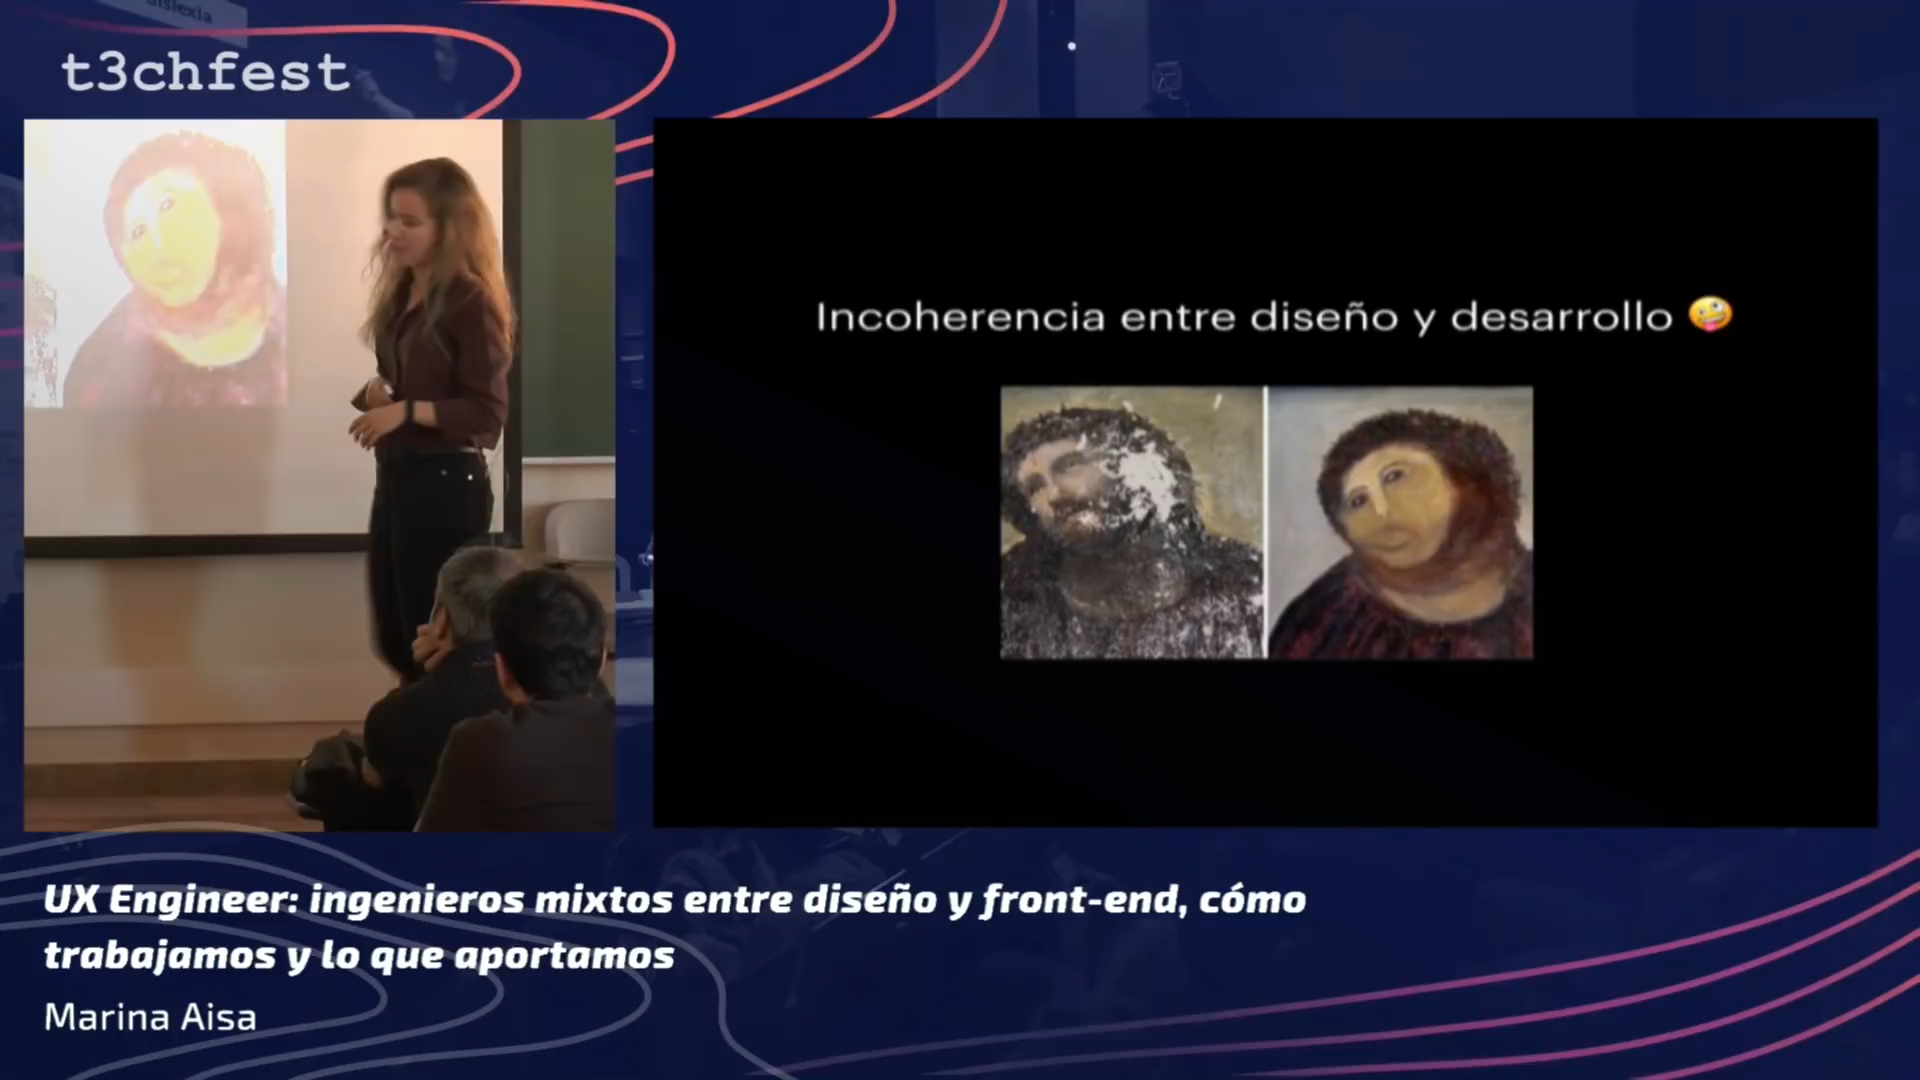 dislexia
t3chfest
Incoherencia entre diseño y desarrollo 🤪
UX Engineer: ingenieros mixtos entre diseño y front-end, cómo
trabajamos y lo que aportamos
Marina Aisa